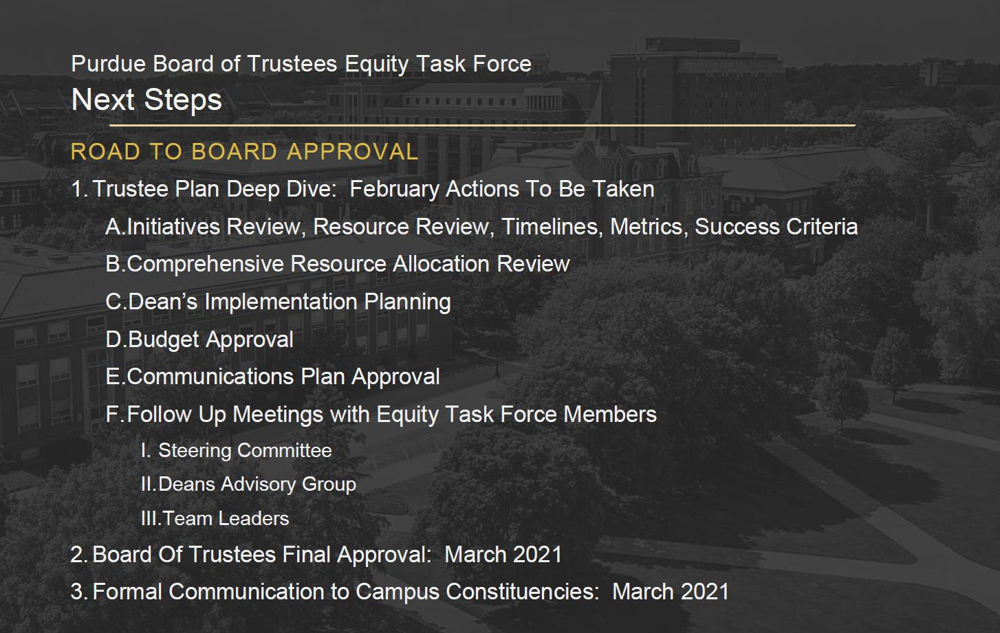 Purdue Board of Trustees Equity Task Force
Next Steps
ROAD TO BOARD APPROVAL
1. Trustee Plan Deep Dive:  February Actions To Be Taken
A.Initiatives Review, Resource Review, Timelines, Metrics, Success Criteria
B.Comprehensive Resource Allocation Review
C.Dean’s Implementation Planning
D.Budget Approval
E.Communications Plan Approval
F.Follow Up Meetings with Equity Task Force Members
I. Steering Committee
II.Deans Advisory Group
III.Team Leaders
2. Board Of Trustees Final Approval:  March 2021
3. Formal Communication to Campus Constituencies:  March 2021